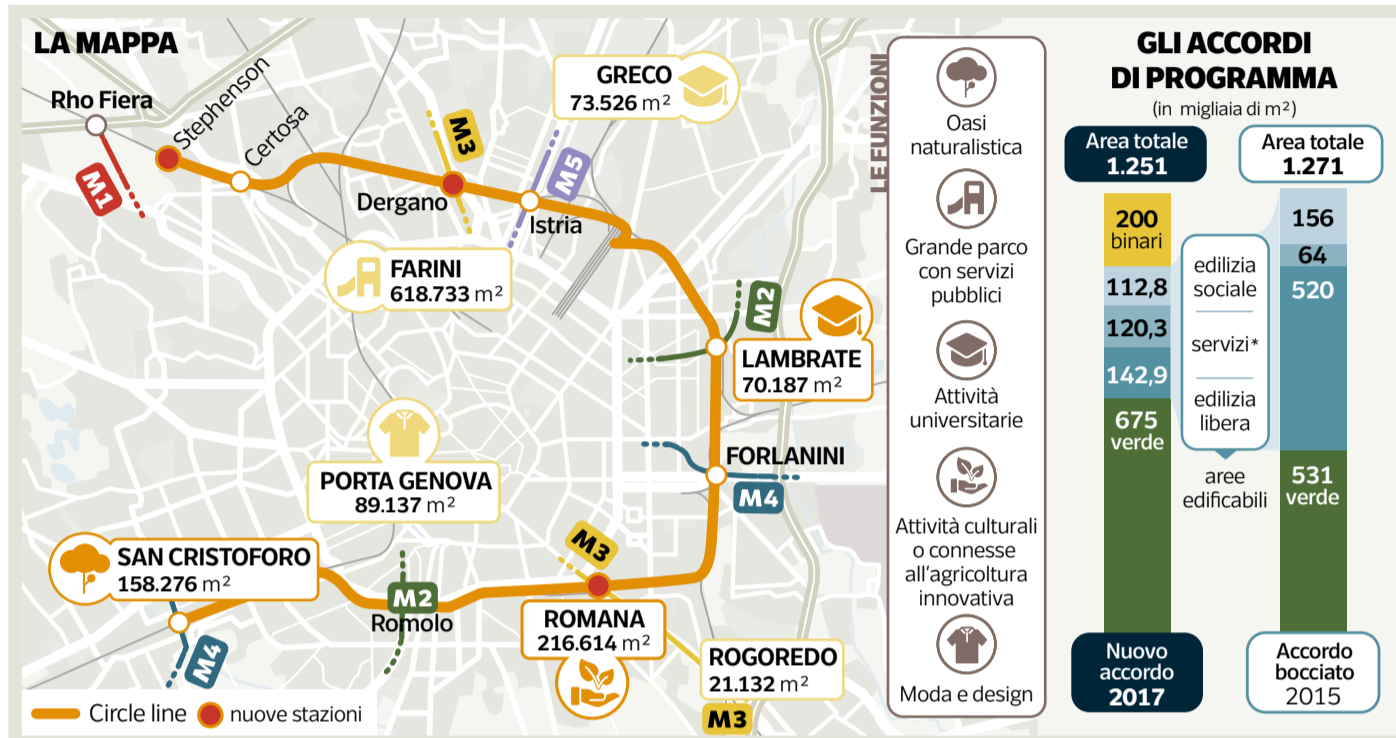 LA MAPPA
Rho Fiera
Stephenson
Certosa
M1
M3
Dergano
M5
Istria
GRECO
73.526 m²
FARINI
618.733 m²
M2
LAMBRATE
70.187 m²
PORTA GENOVA
89.137 m²
FORLANINI
M4
SAN CRISTOFORO
158.276 m²
M4
M2
Romolo
M3
ROMANA
216.614 m²
ROGOREDO
21.132 m²
M3
Circle line
nuove stazioni
LE FUNZIONI
Oasi
naturalistica
Grande parco
con servizi
pubblici
Attività
universitarie
Attività culturali
o connesse
all'agricoltura
innovativa
Moda e design
GLI ACCORDI
DI PROGRAMMA
(in migliaia di m²)
Area totale
1.251
200
binari
112,8
120,3
142,9
675
verde
Nuovo
accordo
2017
edilizia
sociale
servizi*
edilizia
libera
aree
edificabili
Area totale
1.271
156
64
520
531
verde
Accordo
bocciato
2015